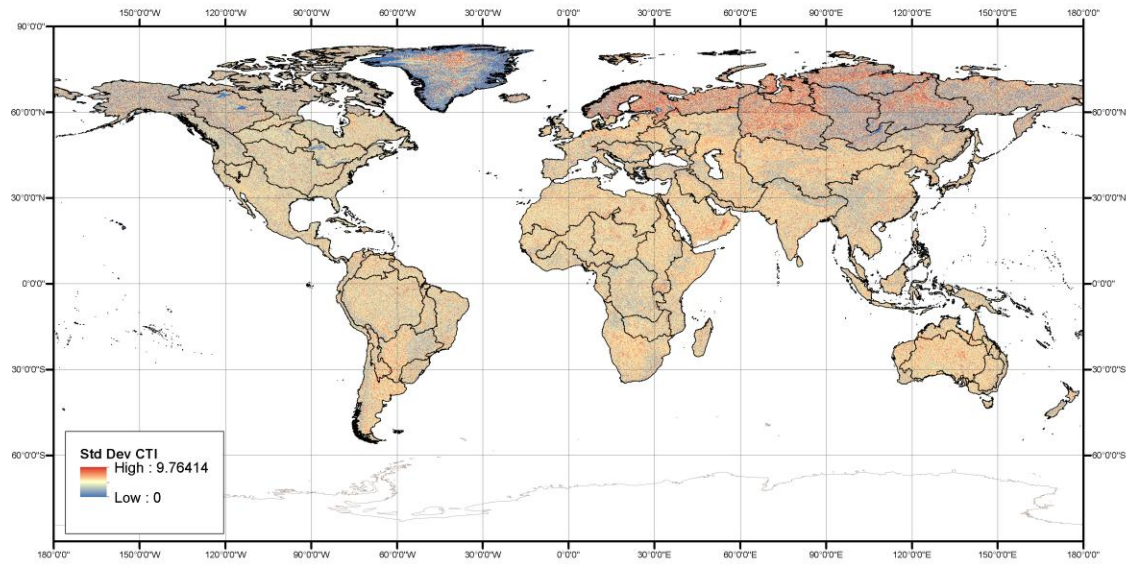 180°0'0"W 150°0'0"W 120°0'0"W 90°0'0"W 60°0'0"W 30°0'0"W 0°0'0" 30°0'0"E 60°0'0"E 90°0'0"E 120°0'0"E 150°0'0"E 180°0'0"E
90°0'0"N
60°0'0"N 60°0'0"N
30°0'0"N 30°0'0"N
0°0'0" 0°0'0"
30°0'0"S 30°0'0"S
60°0'0"S 60°0'0"S
Std Dev CTI
High : 9.76414
Low : 0
180°0'0"W 150°0'0"W 120°0'0"W 90°0'0"W 60°0'0"W 30°0'0"W 0°0'0" 30°0'0"E 60°0'0"E 90°0'0"E 120°0'0"E 150°0'0"E 180°0'0"E